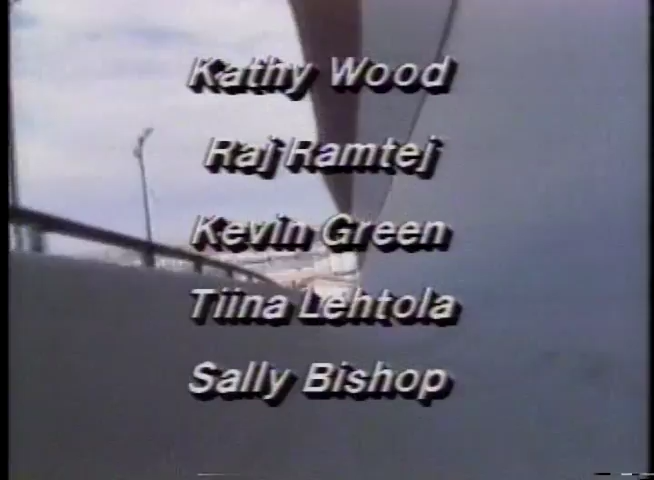 Kathy Wood
Raj Ramtej
Kevin Green
Tiina Lehtola
Sally Bishop